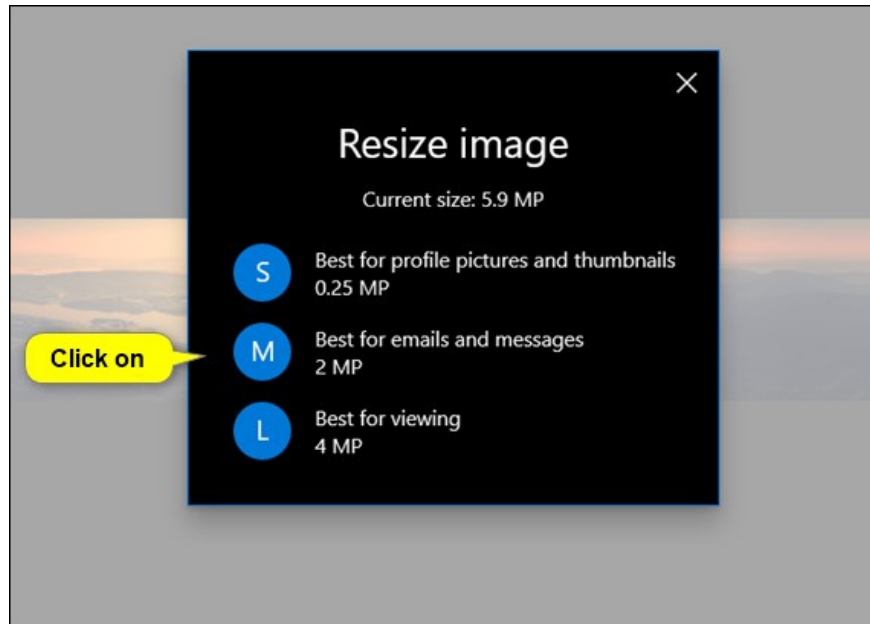 Resize image
Current size: 5.9 MP
S
Best for profile pictures and thumbnails
0.25 MP
Click on
M
Best for emails and messages
2 MP
L
Best for viewing
4 MP